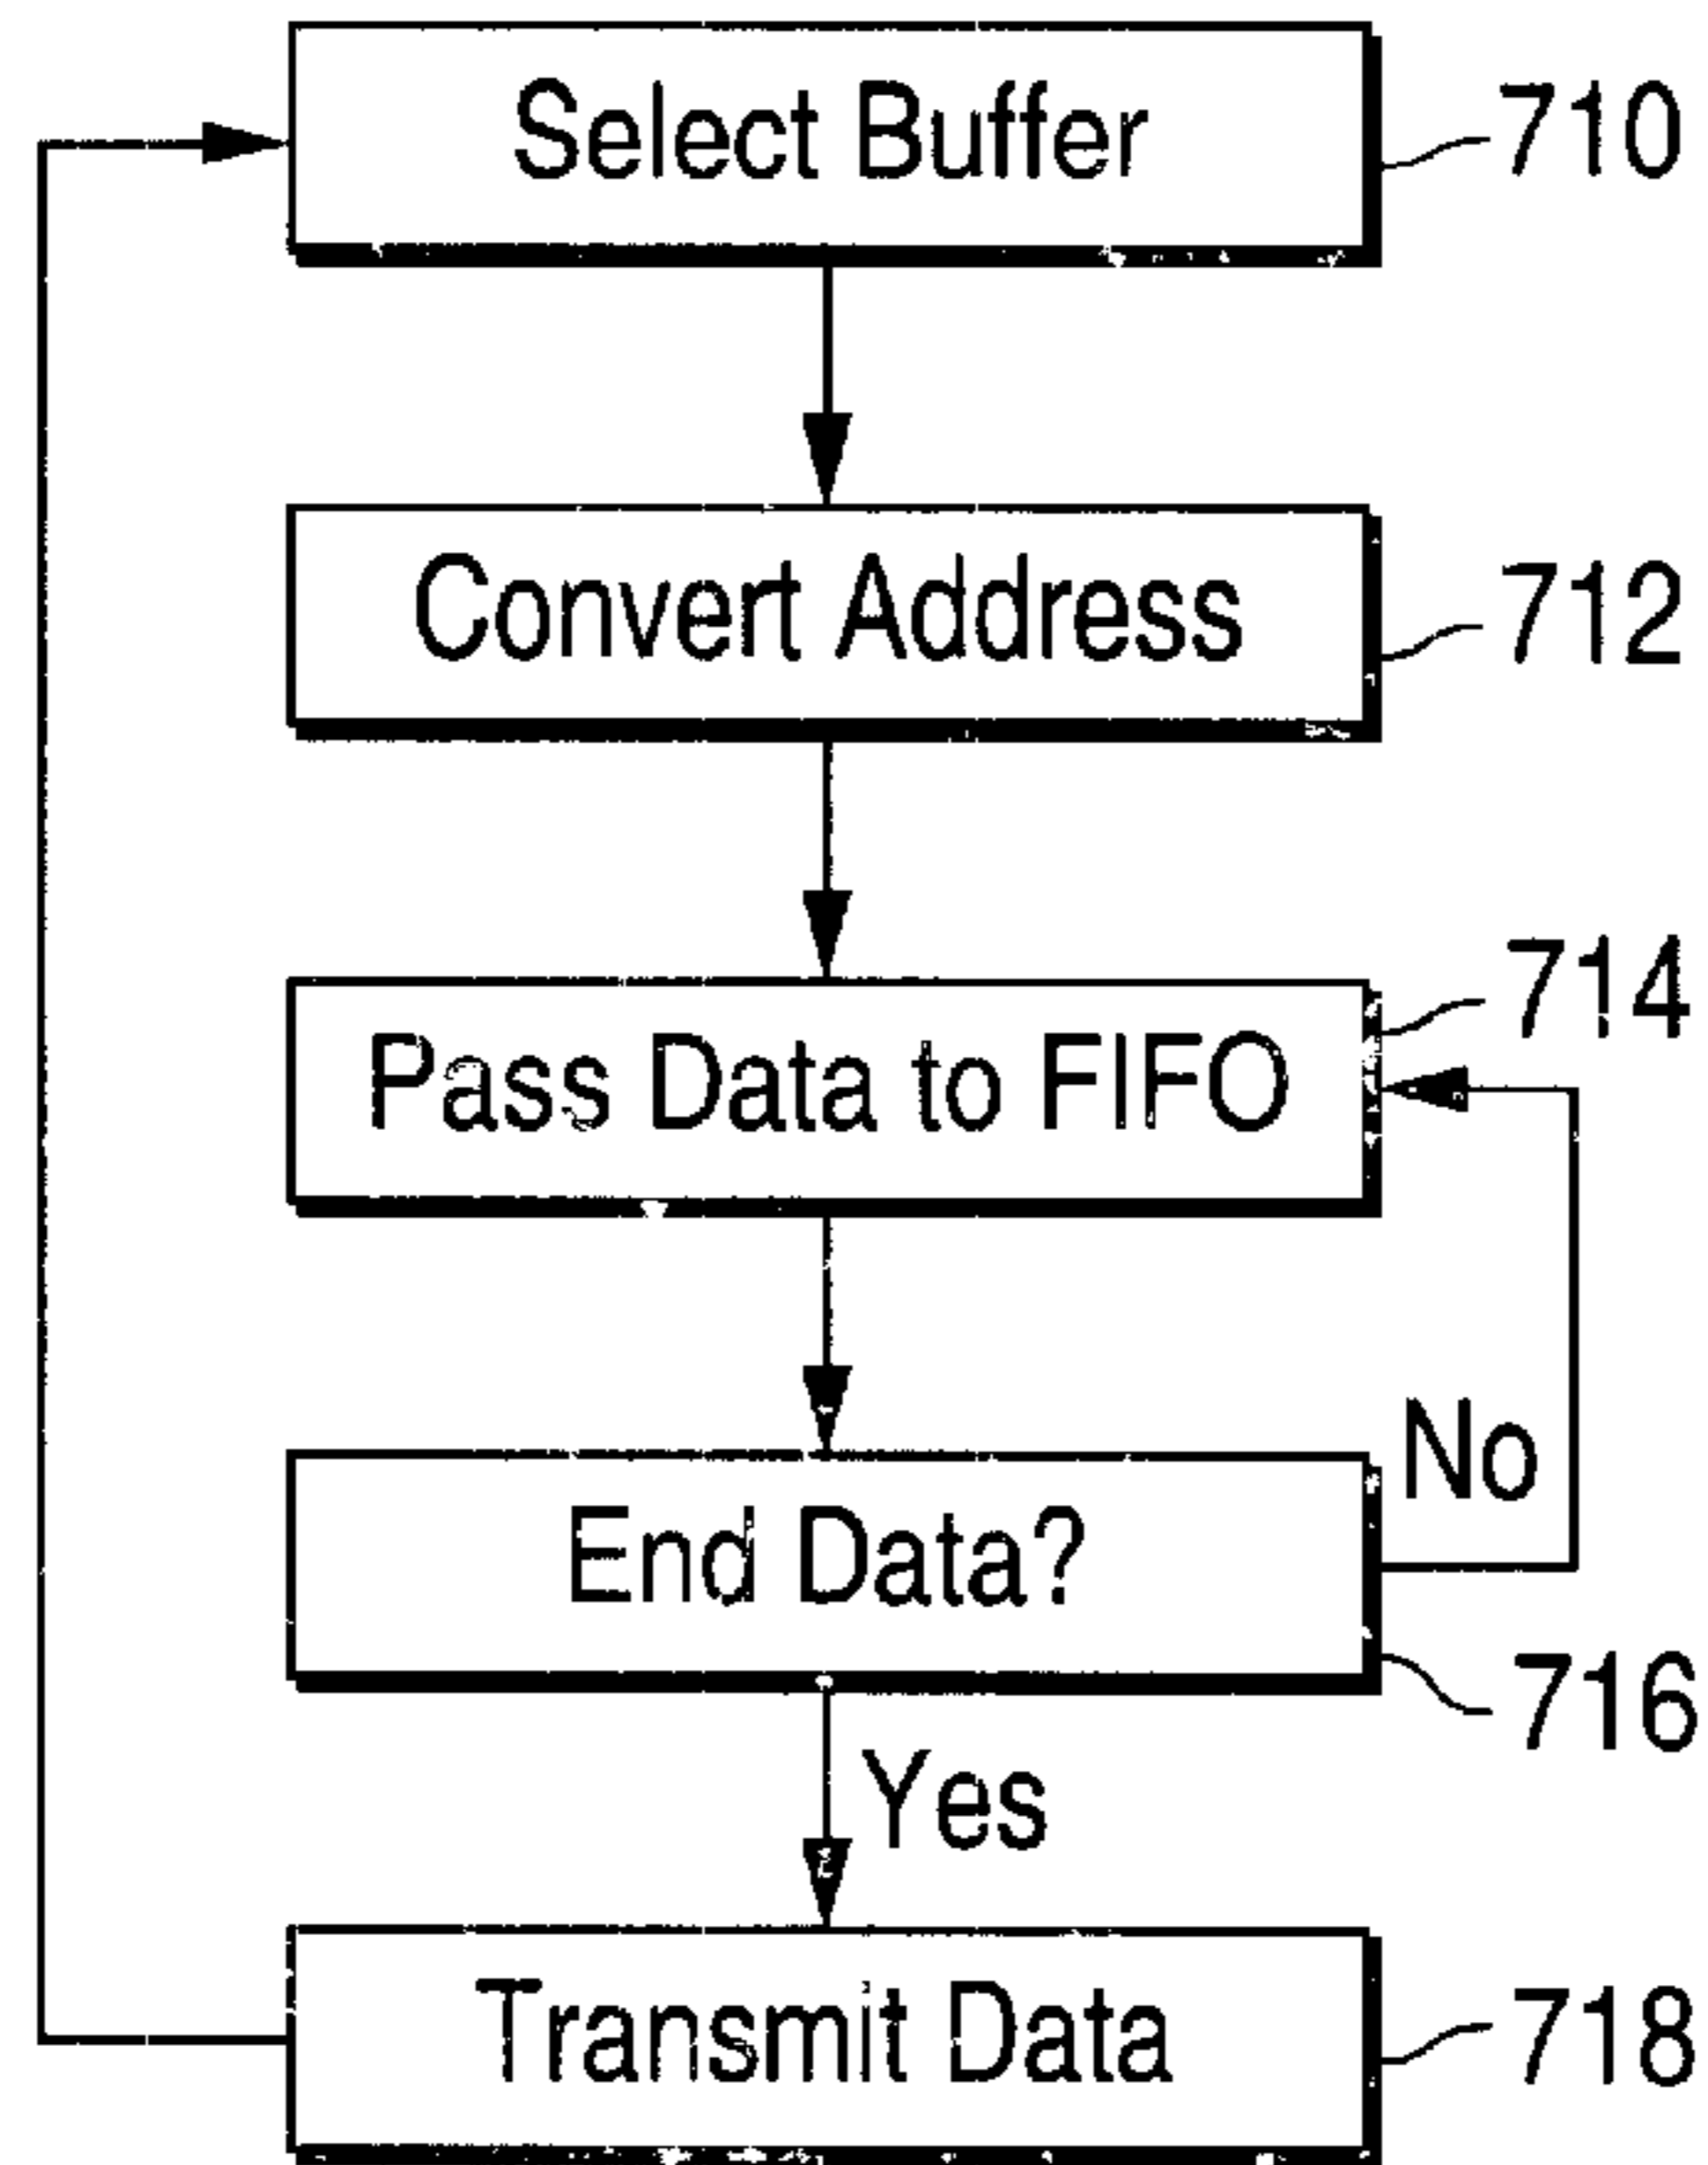 Select Buffer
710
Convert Address
712
714
Pass Data to FIFO
No
End Data?
716
Yes
Transmit Data
718